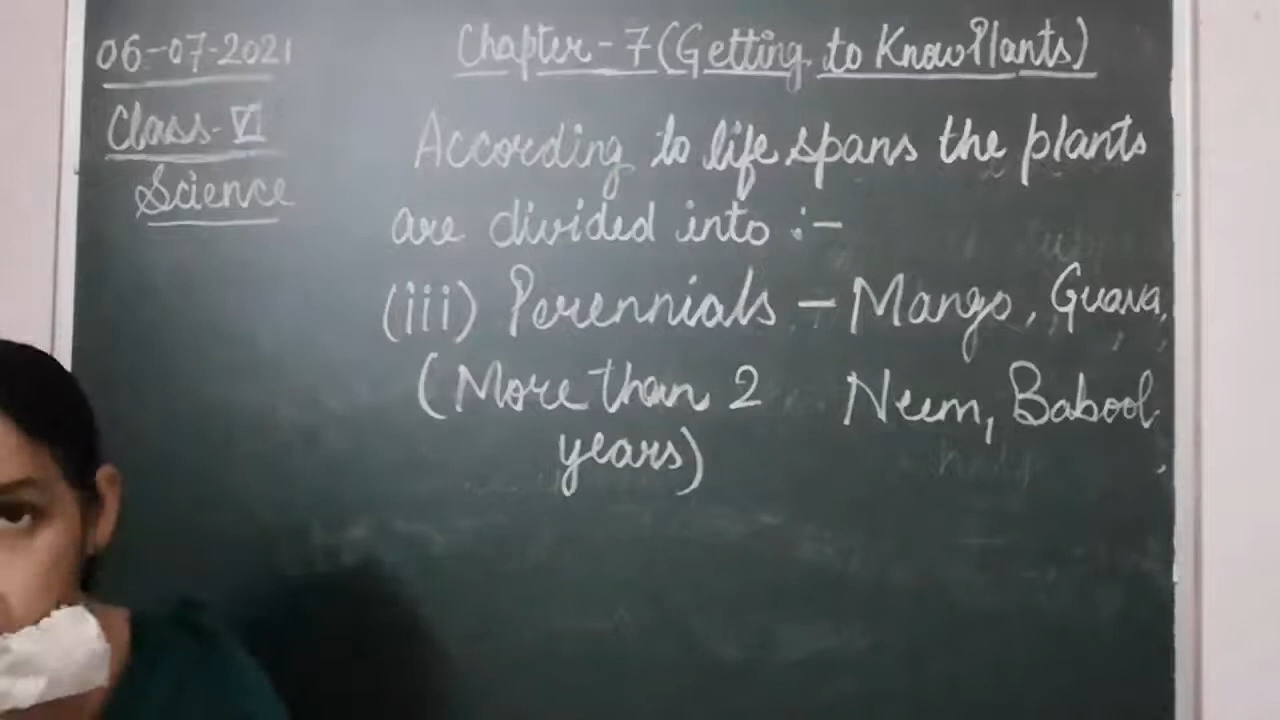 06-07-2021
Class-VI
Science
Chapter-7(Getting to Know Plants)
According to life spans the plants
are divided into :-
(iii) Perennials - Mango, Guava,
(More than 2 Neem, Babool
years)